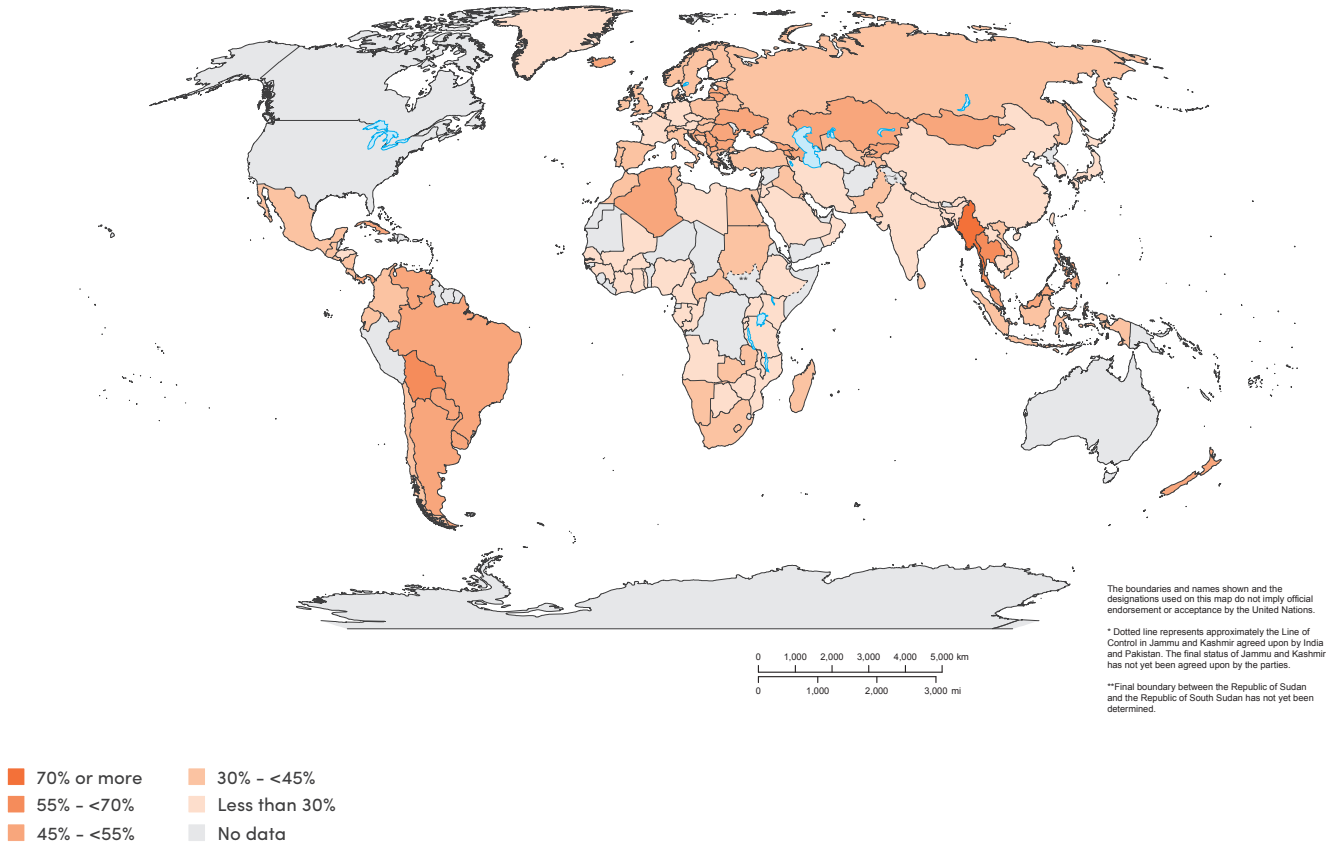 The boundaries and names shown and the
designations used on this map do not imply official
endorsement or acceptance by the United Nations.
* Dotted line represents approximately the Line of
Control in Jammu and Kashmir agreed upon by India
and Pakistan. The final status of Jammu and Kashmir
has not yet been agreed upon by the parties.
**Final boundary between the Republic of Sudan
and the Republic of South Sudan has not yet been
determined.
0 1,000 2,000 3,000 4,000 5,000 km
0 1,000 2,000 3,000 mi
70% or more
55% - <70%
45% - <55%
30% - <45%
Less than 30%
No data